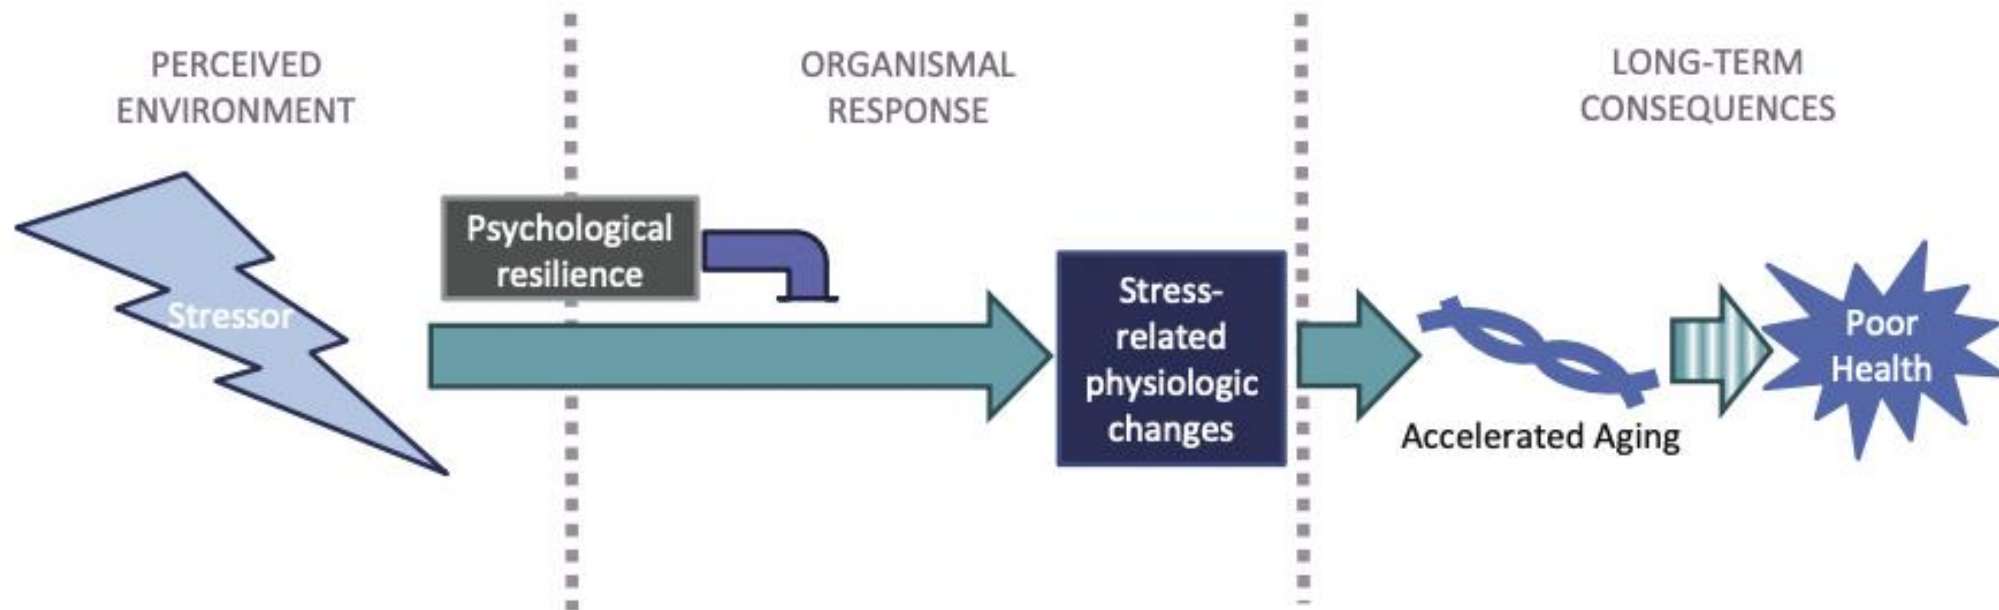 PERCEIVED
ENVIRONMENT
ORGANISMAL
RESPONSE
LONG-TERM
CONSEQUENCES
Stressor
Psychological
resilience
Stress-
related
physiologic
changes
Accelerated Aging
Poor
Health